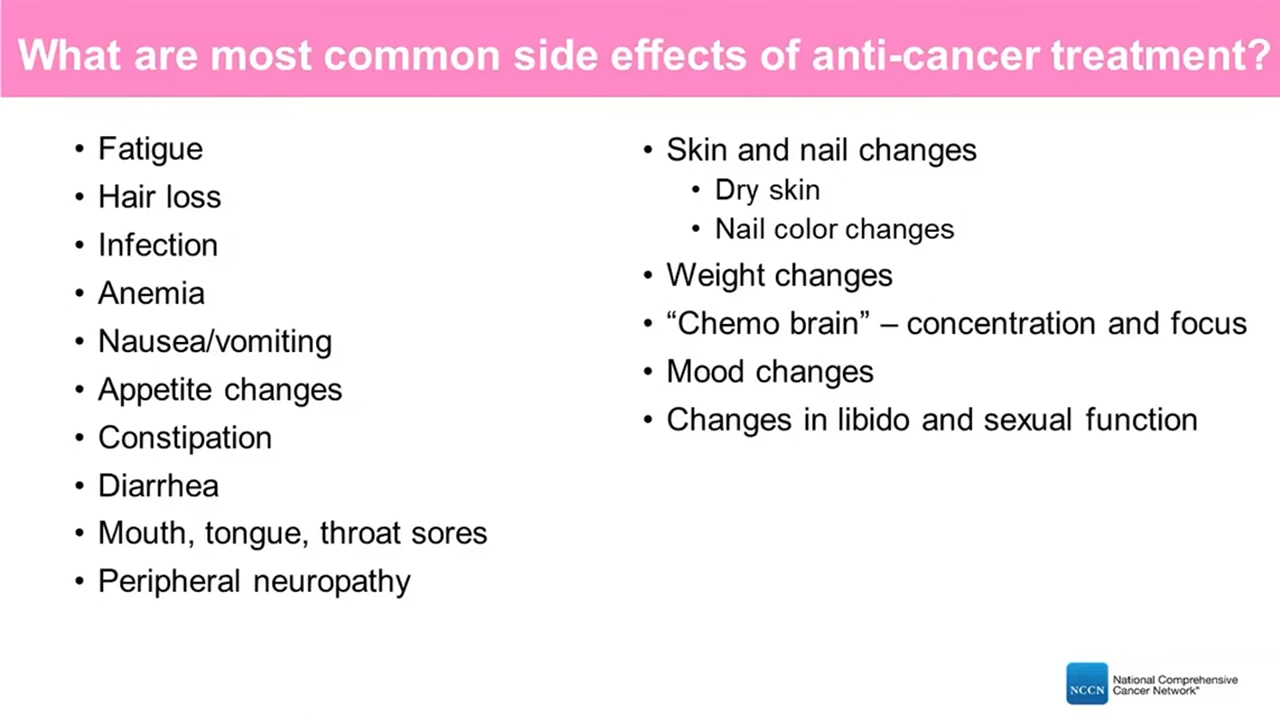 What are most common side effects of anti-cancer treatment?
• Fatigue
• Hair loss
• Infection
• Anemia
• Nausea/vomiting
• Appetite changes
• Constipation
• Diarrhea
• Mouth, tongue, throat sores
• Peripheral neuropathy
• Skin and nail changes
• Dry skin
• Nail color changes
• Weight changes
• “Chemo brain” – concentration and focus
• Mood changes
• Changes in libido and sexual function
NCCN
National Comprehensive
Cancer Network®